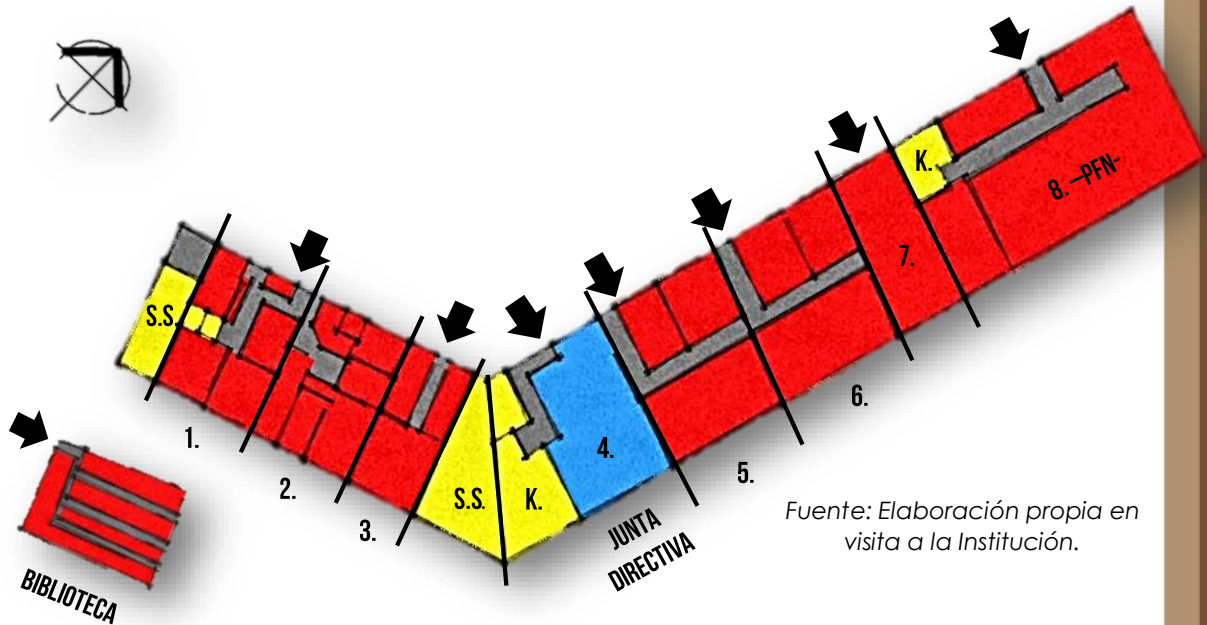 K.
8. –PFN-
7.
S.S.
4.
6.
1.
S.S.
K.
5.
2.
3.
JUNTA
DIRECTIVA
Fuente: Elaboración propia en
visita a la Institución.
BIBLIOTECA